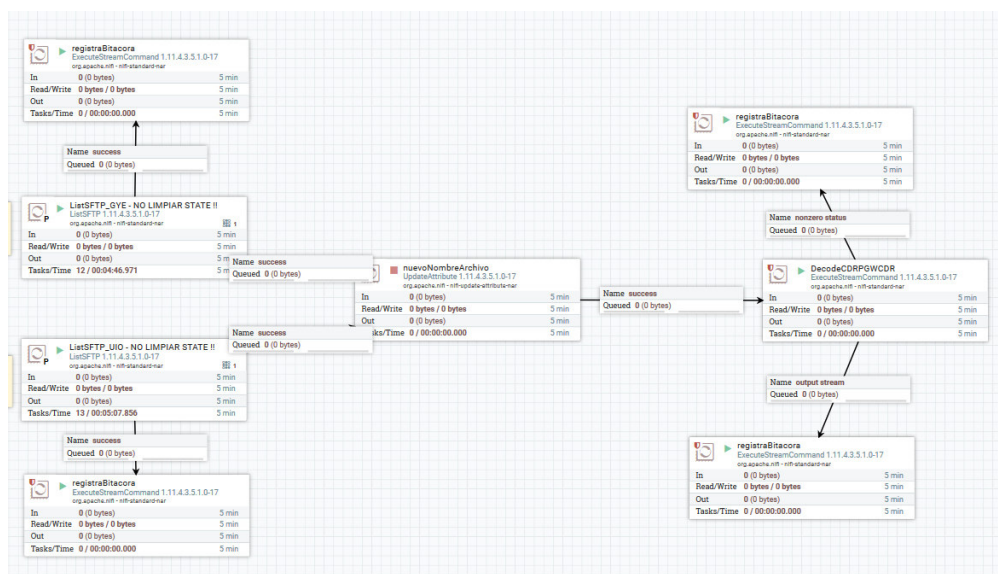 registraBitacora
ExecuteStreamCommand 1.11.4.3.5.1.0-17
org.apache.nifi - nifi-standard-nar
In 0 (0 bytes) 5 min
Read/Write 0 bytes / 0 bytes 5 min
Out 0 (0 bytes) 5 min
Tasks/Time 0 / 00:00:00.000 5 min
Name success
Queued 0 (0 bytes)
ListSFTP_GYE - NO LIMPIAR STATE !!
ListSFTP 1.11.4.3.5.1.0-17
org.apache.nifi - nifi-standard-nar
P
1
In 0 (0 bytes) 5 min
Read/Write 0 bytes / 0 bytes 5 min
Out 0 (0 bytes)
Tasks/Time 12 / 00:04:46.971 5 m
Name success
Queued 0 (0 bytes)
ListSFTP_UIO - NO LIMPIAR STATE !!
ListSFTP 1.11.4.3.5.1.0-17
org.apache.nifi - nifi-standard-nar
P
1
In 0 (0 bytes) 5 min
Read/Write 0 bytes / 0 bytes 5 min
Out 0 (0 bytes) 5 min
Tasks/Time 13 / 00:05:07.856 5 min
Name success
Queued 0 (0 bytes)
Name success
Queued 0 (0 bytes)
registraBitacora
ExecuteStreamCommand 1.11.4.3.5.1.0-17
org.apache.nifi - nifi-standard-nar
In 0 (0 bytes) 5 min
Read/Write 0 bytes / 0 bytes 5 min
Out 0 (0 bytes) 5 min
Tasks/Time 0 / 00:00:00.000 5 min
nuevoNombreArchivo
UpdateAttribute 1.11.4.3.5.1.0-17
org.apache.nifi - nifi-update-attribute-nar
In 0 (0 bytes) 5 min
Read/Write 0 bytes / 0 bytes 5 min
Out 0 (0 bytes) 5 min
ks/Time 0 / 00:00:00.000 5 min
Name success
Queued 0 (0 bytes)
registraBitacora
ExecuteStreamCommand 1.11.4.3.5.1.0-17
org.apache.nifi - nifi-standard-nar
In 0 (0 bytes) 5 min
Read/Write 0 bytes / 0 bytes 5 min
Out 0 (0 bytes) 5 min
Tasks/Time 0 / 00:00:00.000 5 min
Name nonzero status
Queued 0 (0 bytes)
DecodeCDRPGWCDR
ExecuteStreamCommand 1.11.4.3.5.1.0-17
org.apache.nifi - nifi-standard-nar
In 0 (0 bytes) 5 min
Read/Write 0 bytes / 0 bytes 5 min
Out 0 (0 bytes) 5 min
Tasks/Time 0 / 00:00:00.000 5 min
Name output stream
Queued 0 (0 bytes)
registraBitacora
ExecuteStreamCommand 1.11.4.3.5.1.0-17
org.apache.nifi - nifi-standard-nar
In 0 (0 bytes) 5 min
Read/Write 0 bytes / 0 bytes 5 min
Out 0 (0 bytes) 5 min
Tasks/Time 0 / 00:00:00.000 5 min